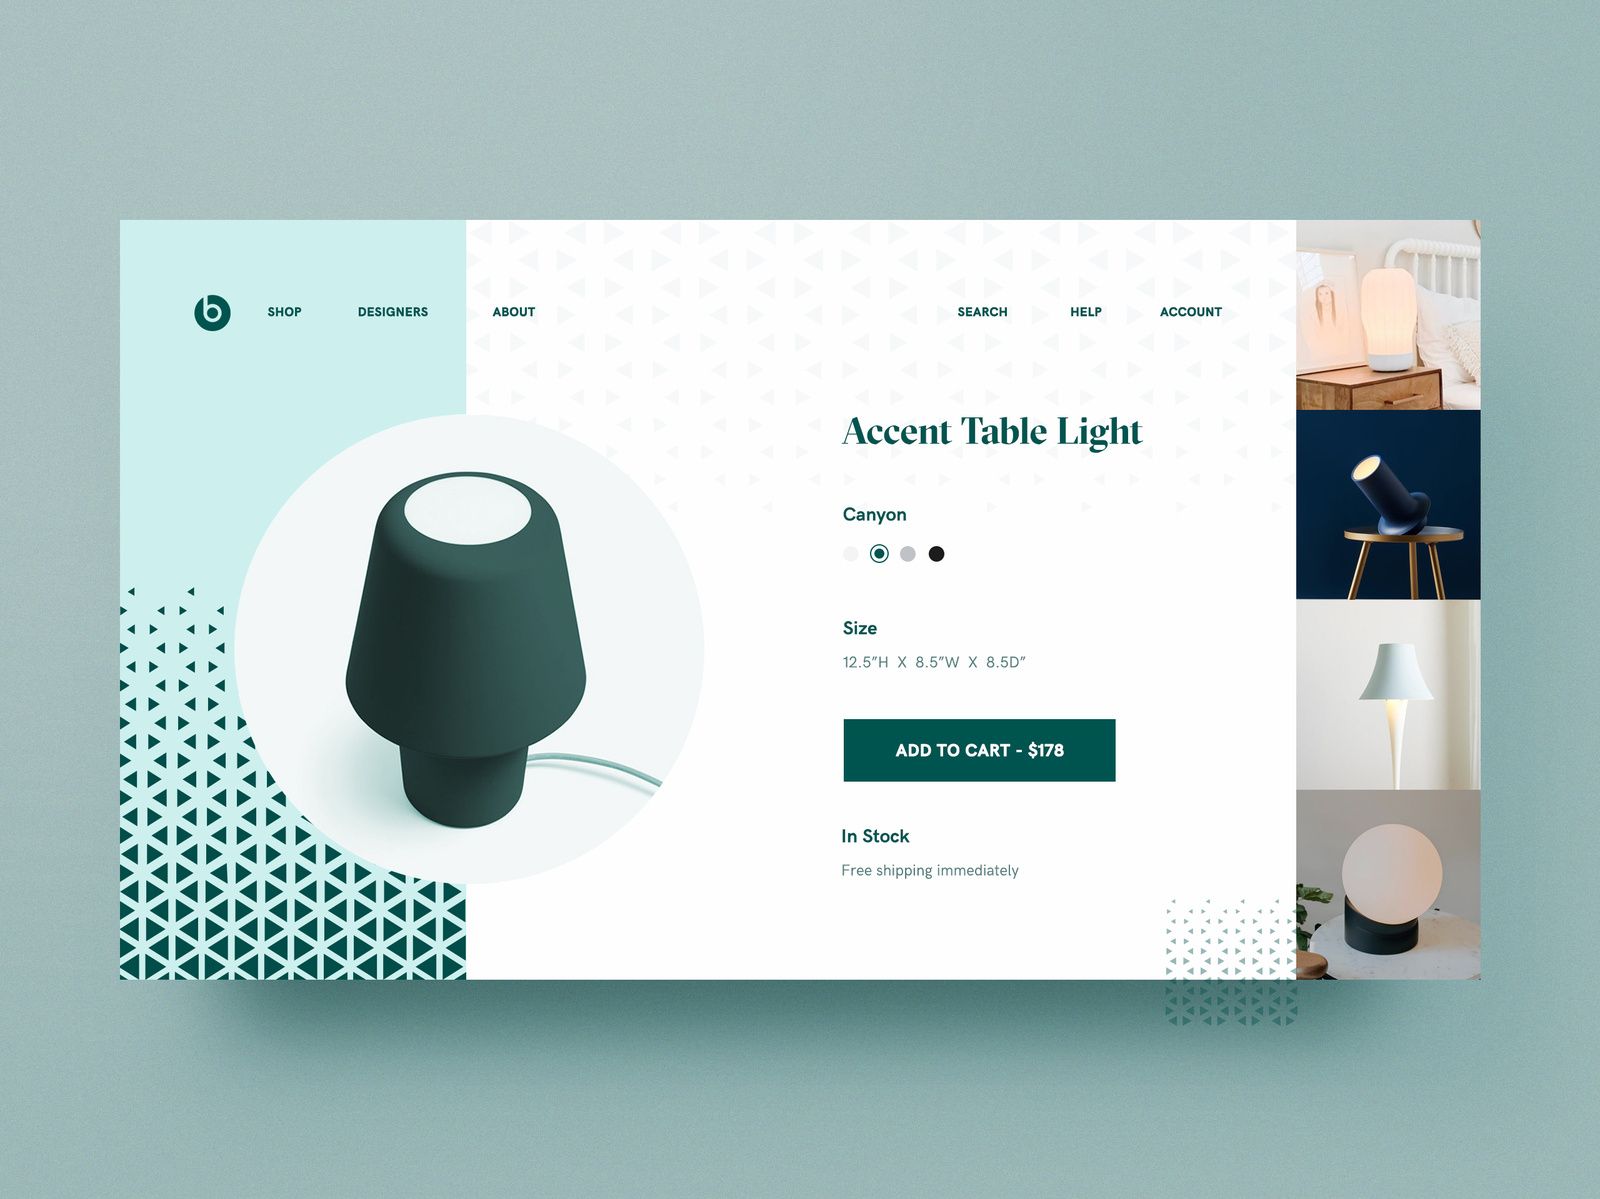 b
SHOP
DESIGNERS
ABOUT
SEARCH
HELP
ACCOUNT
Accent Table Light
Canyon
Size
12.5”H X 8.5”W X 8.5D”
ADD TO CART - $178
In Stock
Free shipping immediately